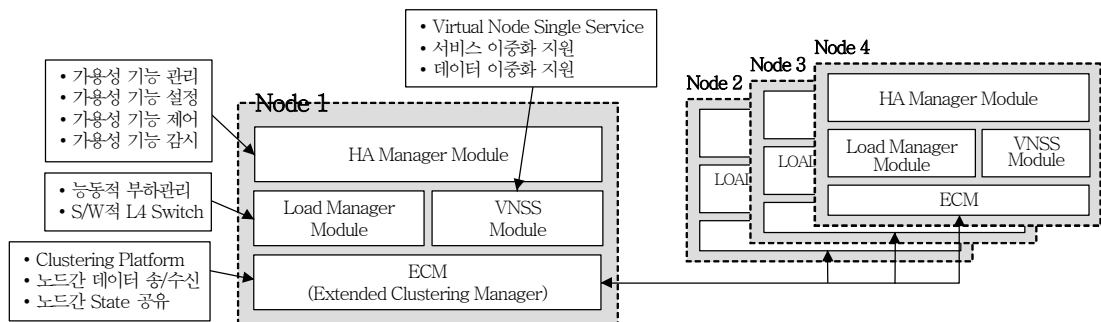 • Virtual Node Single Service
• 서비스 이중화 지원
• 데이터 이중화 지원
• 가용성 기능 관리
• 가용성 기능 설정
• 가용성 기능 제어
• 가용성 기능 감시
• 능동적 부하관리
• S/W적 L4 Switch
• Clustering Platform
• 노드간 데이터 송/수신
• 노드간 State 공유
Node 1
HA Manager Module
Load Manager
Module
VNSS
Module
ECM
(Extended Clustering Manager)
Node 2
LOAI
Node 3
LOAI
Node 4
HA Manager Module
Load Manager
Module
VNSS
Module
ECM